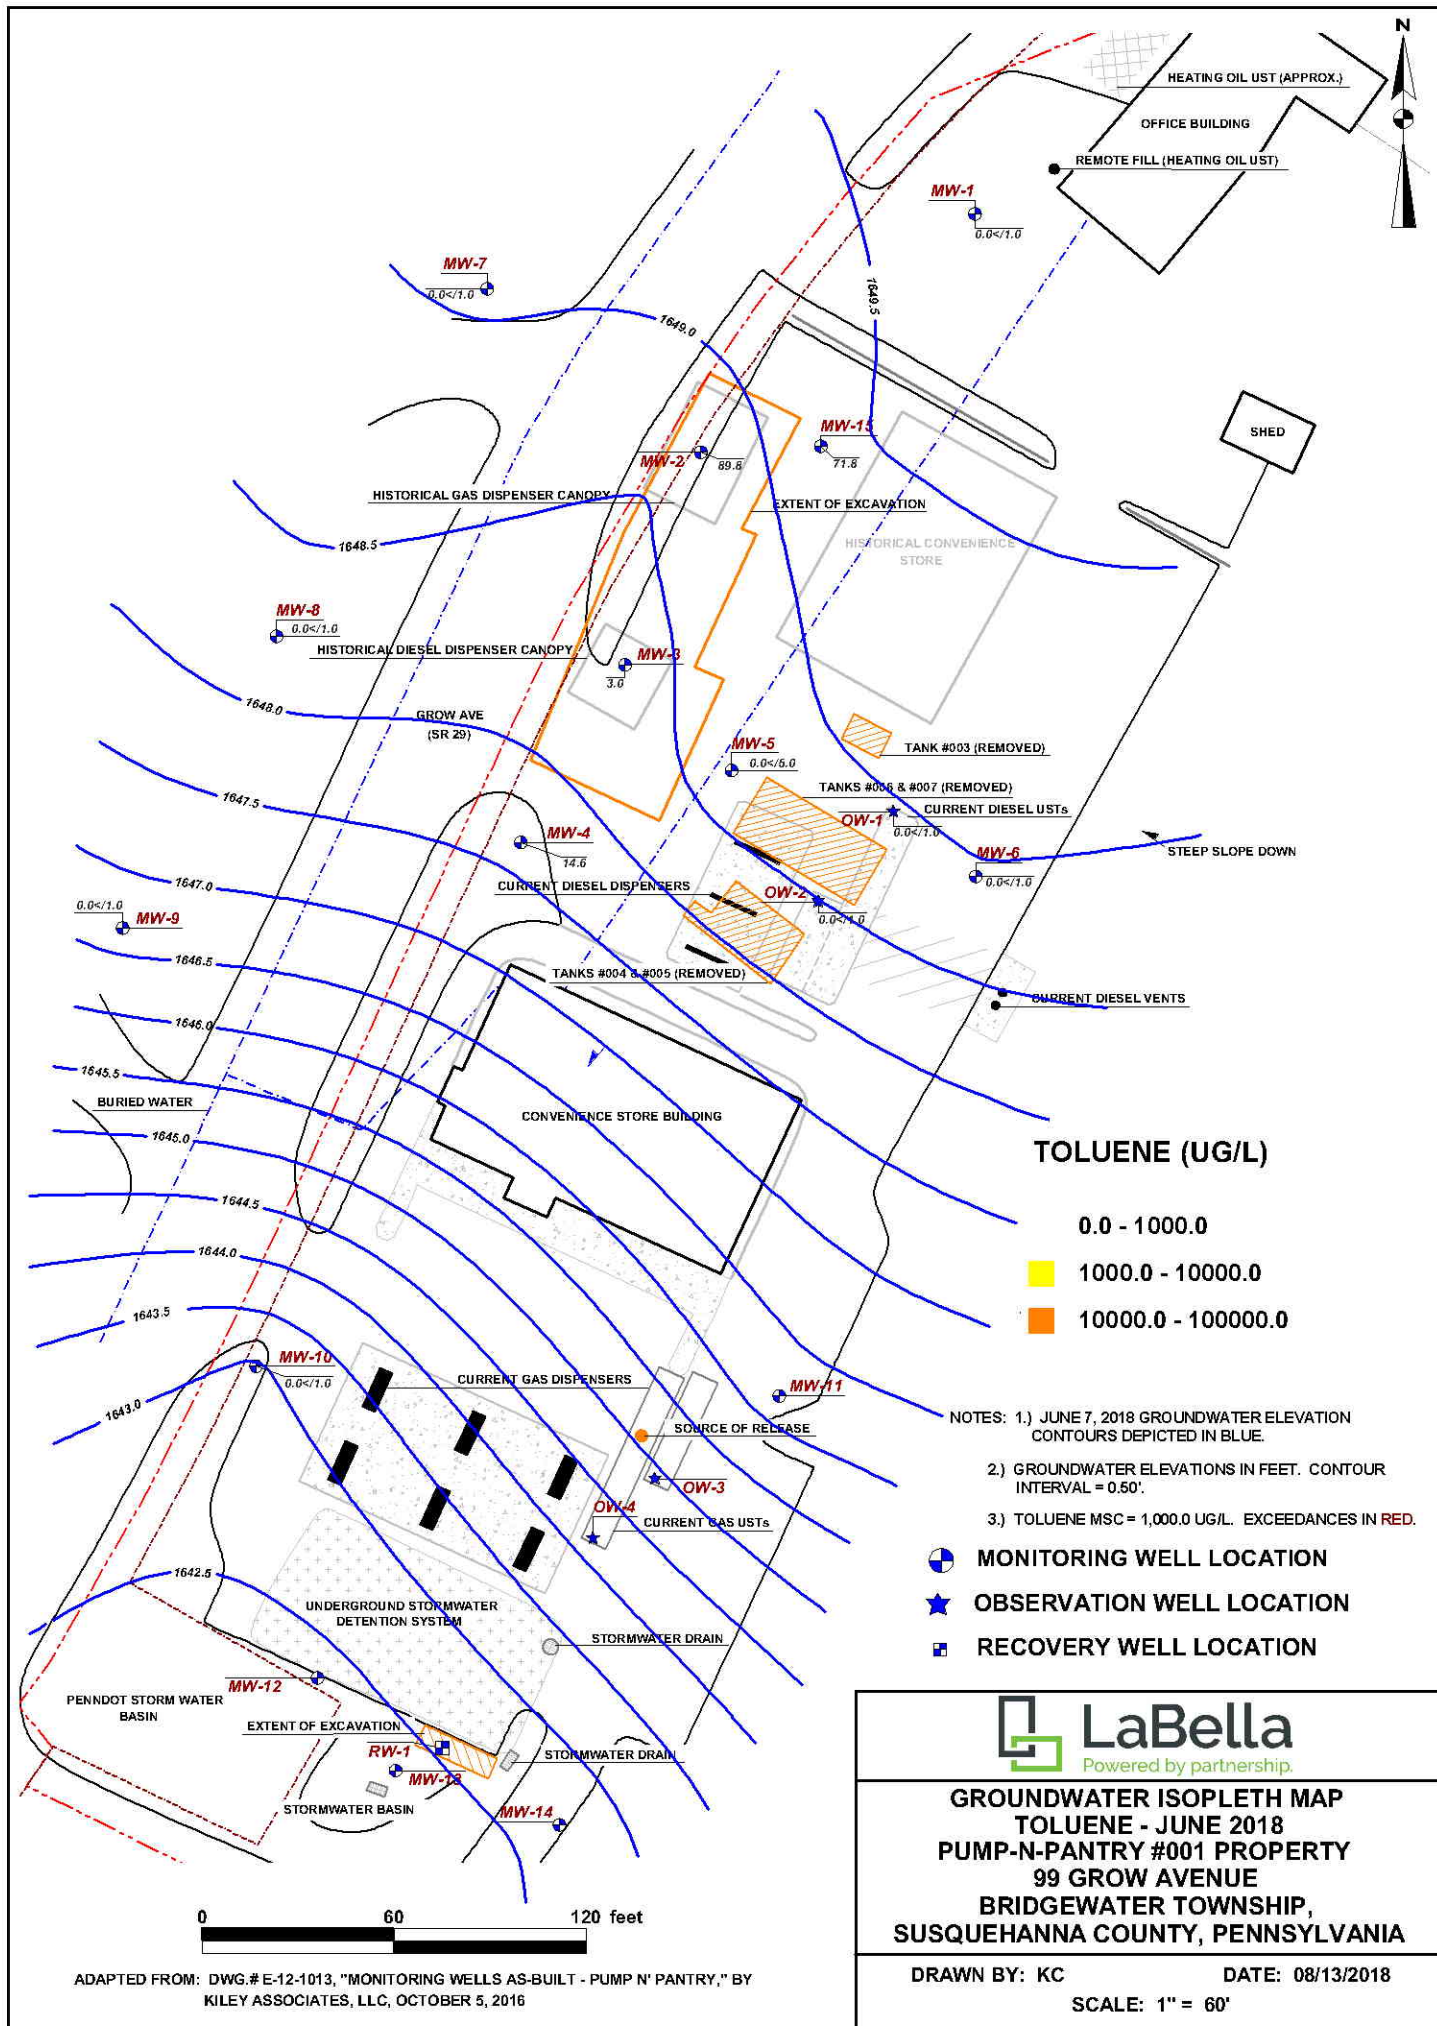 N
HEATING OIL UST (APPROX.)
OFFICE BUILDING
REMOTE FILL (HEATING OIL UST)
MW-1
0.0</1.0
MW-7
0.0</1.0
1649.0
1649.5
SHED
MW-15
71.8
MW-2
89.8
HISTORICAL GAS DISPENSER CANOPY
EXTENT OF EXCAVATION
HISTORICAL CONVENIENCE
STORE
1648.5
MW-8
0.0</1.0
HISTORICAL DIESEL DISPENSER CANOPY
MW-3
3.6
1648.0
GROW AVE
(SR 29)
MW-5
0.0</5.0
TANK #003 (REMOVED)
TANKS #006 & #007 (REMOVED)
CURRENT DIESEL USTs
OW-1
0.0</1.0
1647.5
MW-4
14.6
MW-6
0.0</1.0
STEEP SLOPE DOWN
1647.0
CURRENT DIESEL DISPENSERS
OW-2
0.0</1.0
0.0</1.0
MW-9
1646.5
TANKS #004 & #005 (REMOVED)
CURRENT DIESEL VENTS
1646.0
1645.5
BURIED WATER
CONVENIENCE STORE BUILDING
1645.0
TOLUENE (UG/L)
0.0 - 1000.0
1000.0 - 10000.0
10000.0 - 100000.0
1644.5
1644.0
1643.5
MW-10
0.0</1.0
CURRENT GAS DISPENSERS
MW-11
1643.0
SOURCE OF RELEASE
OW-3
OW-4
CURRENT GAS USTs
NOTES: 1.) JUNE 7, 2018 GROUNDWATER ELEVATION
CONTOURS DEPICTED IN BLUE.
2.) GROUNDWATER ELEVATIONS IN FEET. CONTOUR
INTERVAL = 0.50'.
3.) TOLUENE MSC = 1,000.0 UG/L. EXCEEDANCES IN RED.
MONITORING WELL LOCATION
OBSERVATION WELL LOCATION
RECOVERY WELL LOCATION
1642.5
UNDERGROUND STORMWATER
DETENTION SYSTEM
STORMWATER DRAIN
MW-12
PENNDOT STORM WATER
BASIN
EXTENT OF EXCAVATION
RW-1
MW-13
STORMWATER DRAIN
STORMWATER BASIN
MW-14
LaBella
Powered by partnership.
GROUNDWATER ISOPLETH MAP
TOLUENE - JUNE 2018
PUMP-N-PANTRY #001 PROPERTY
99 GROW AVENUE
BRIDGEWATER TOWNSHIP,
SUSQUEHANNA COUNTY, PENNSYLVANIA
DRAWN BY: KC DATE: 08/13/2018
SCALE: 1" = 60'
0 60 120 feet
ADAPTED FROM: DWG.# E-12-1013, "MONITORING WELLS AS-BUILT - PUMP N' PANTRY," BY
KILEY ASSOCIATES, LLC, OCTOBER 5, 2016